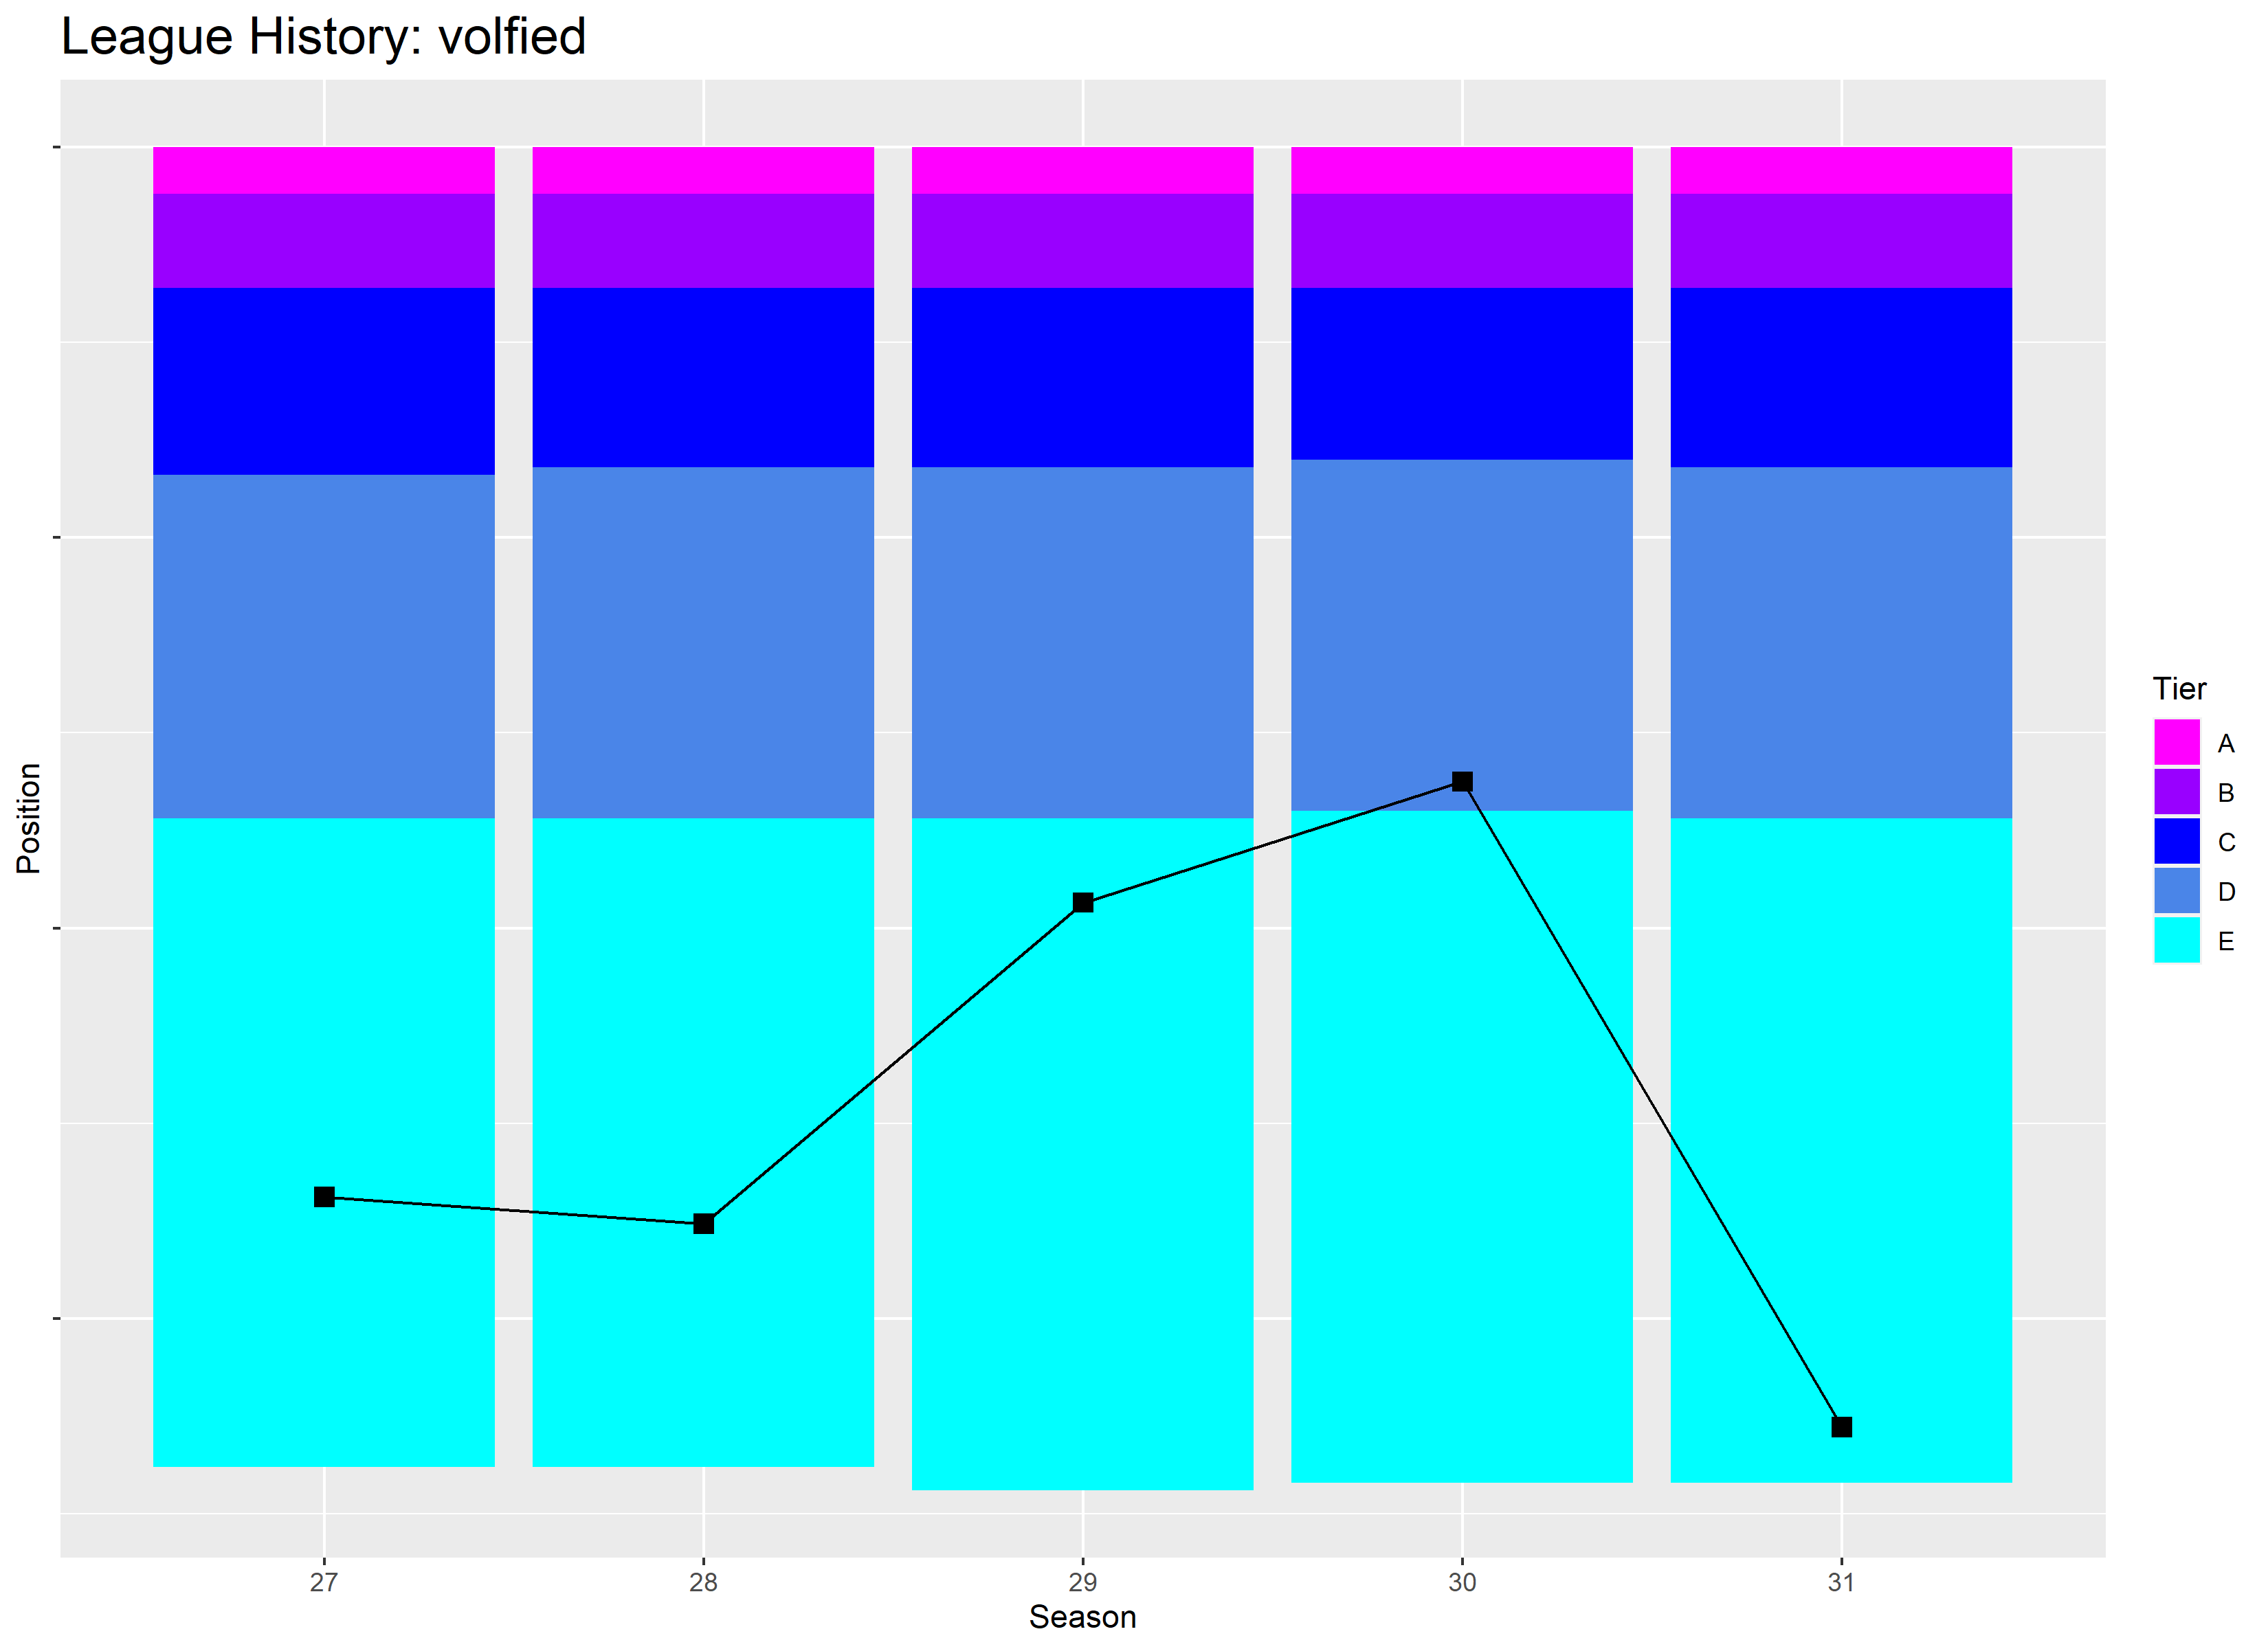 League History: volfied
Position
Tier
A
B
C
D
E
27 28 29 30 31
Season